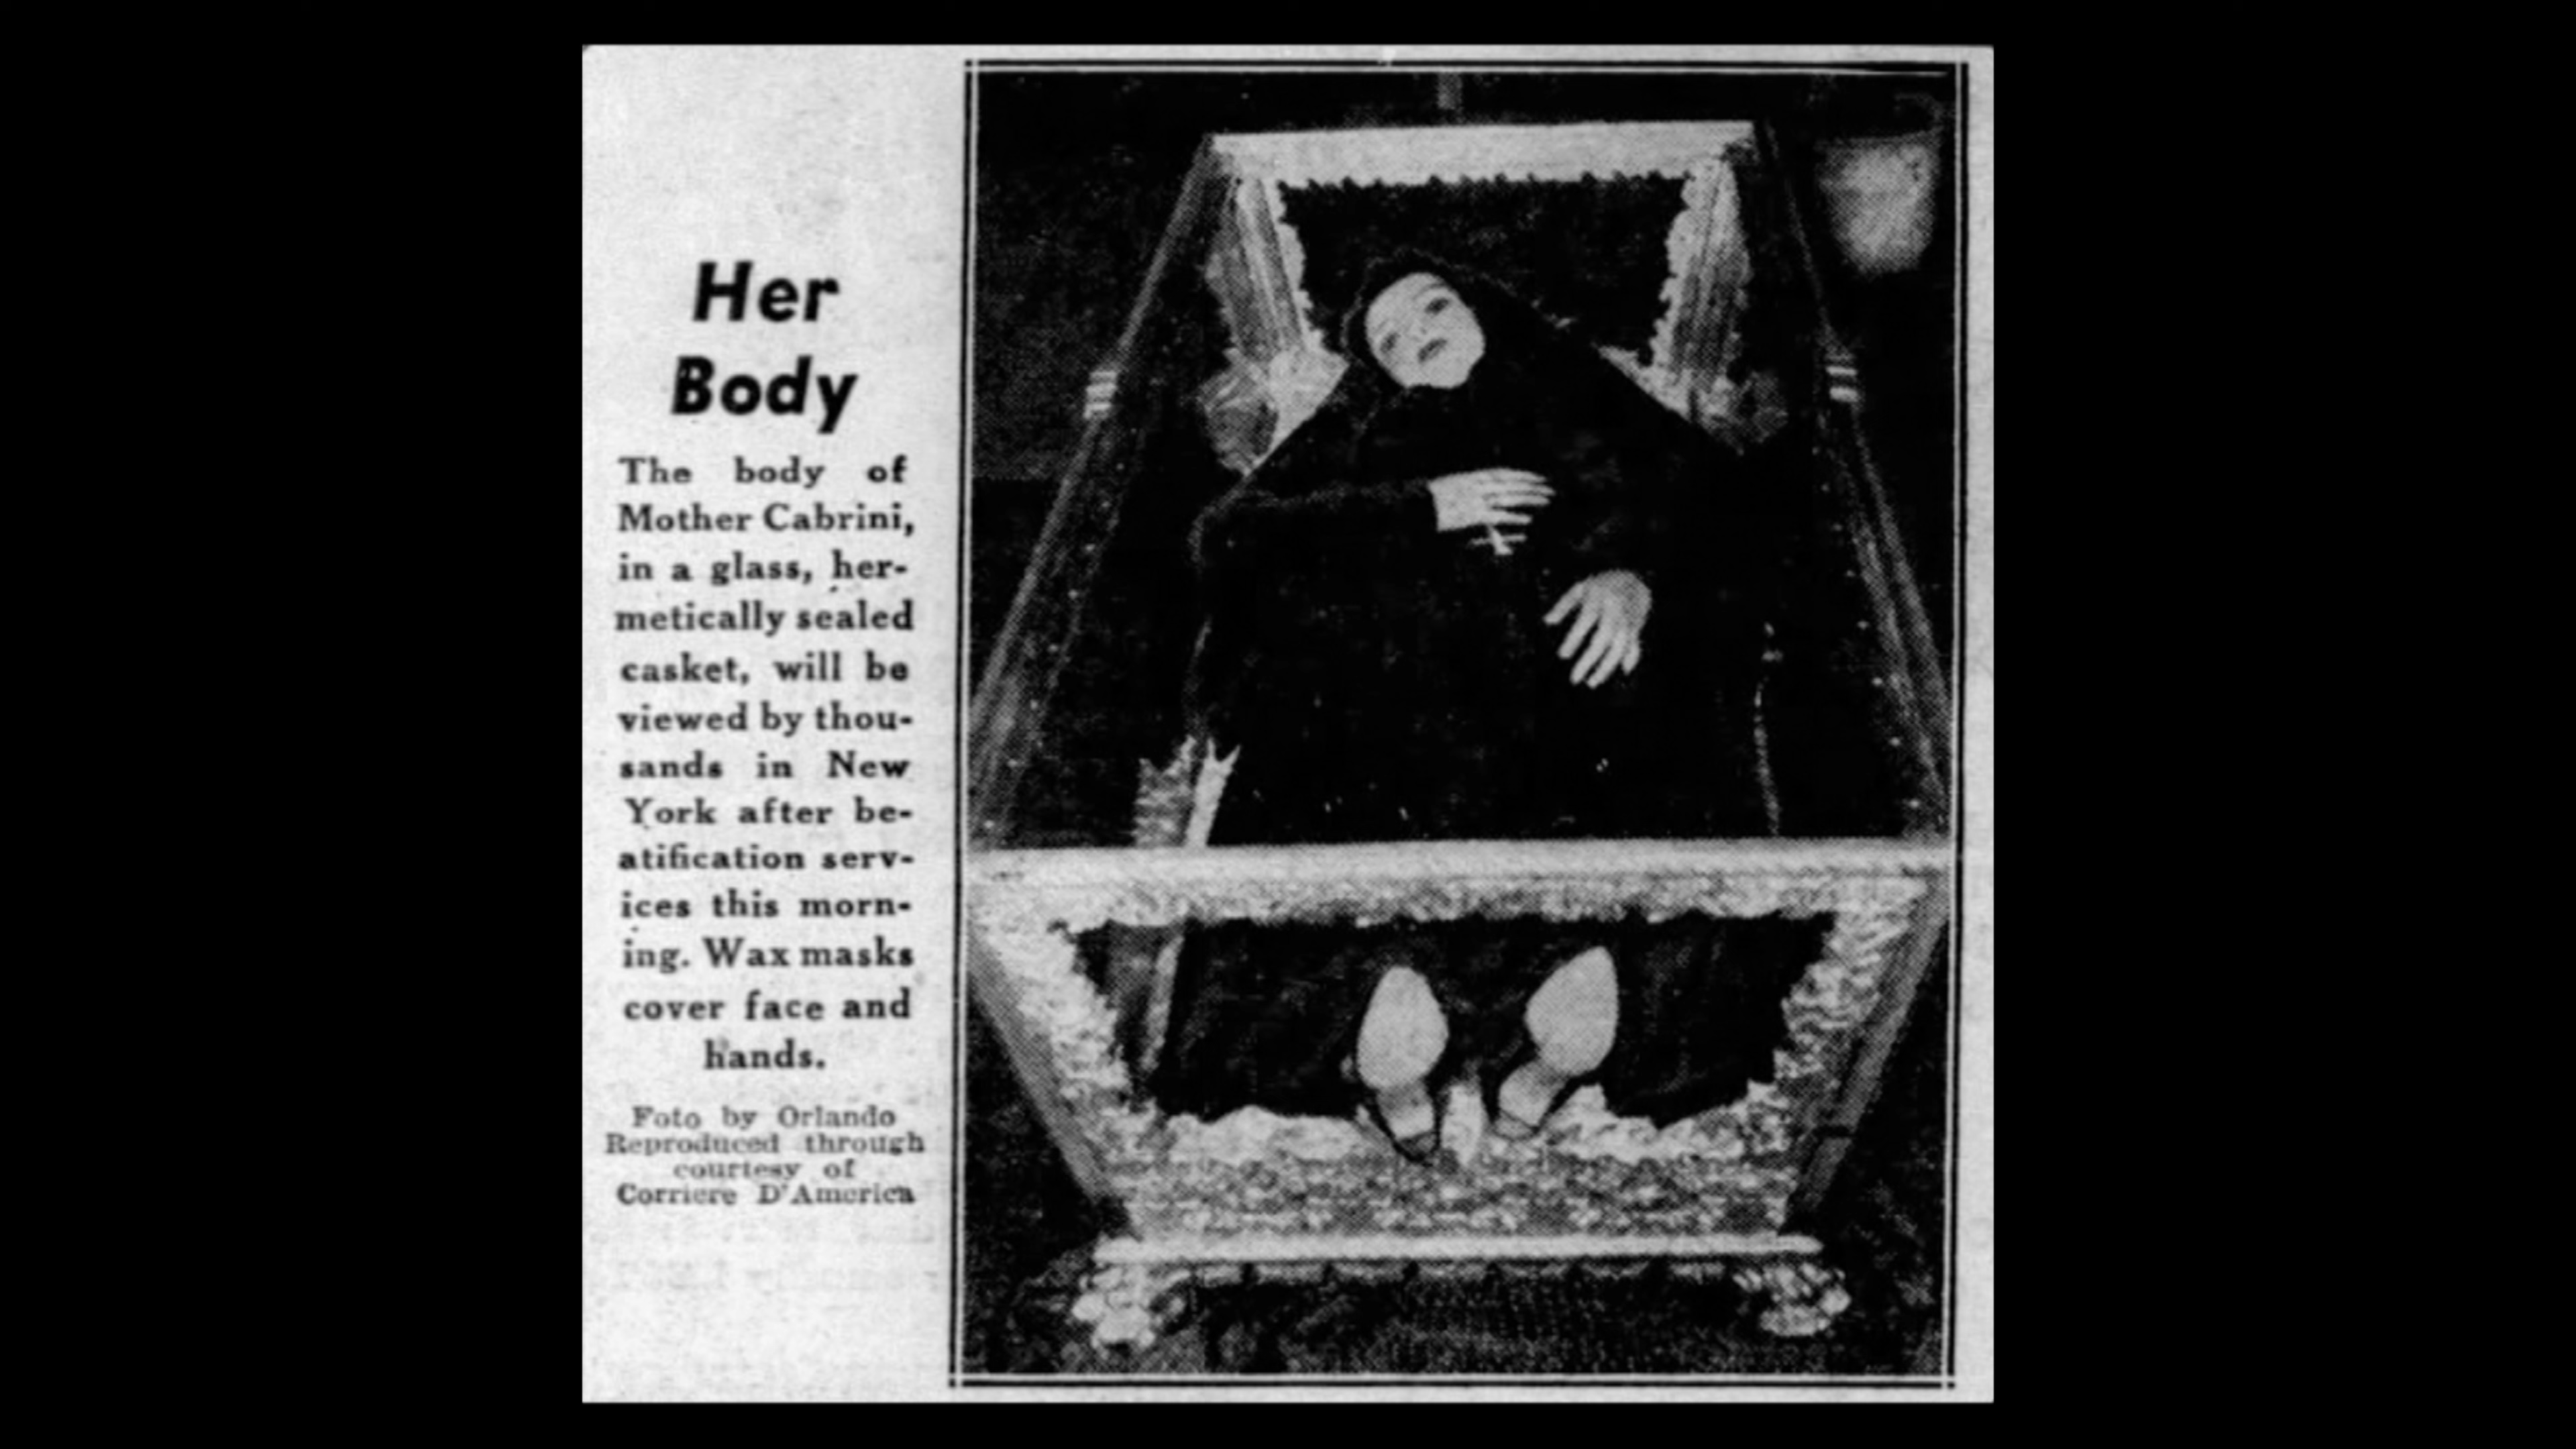 Her
Body
The body of
Mother Cabrini,
in a glass, her-
metically sealed
casket, will be
viewed by thou-
sands in New
York after be-
atification serv-
ices this morn-
ing. Wax masks
cover face and
hands.
Foto by Orlando
Reproduced through
courtesy of
Corriere D'America